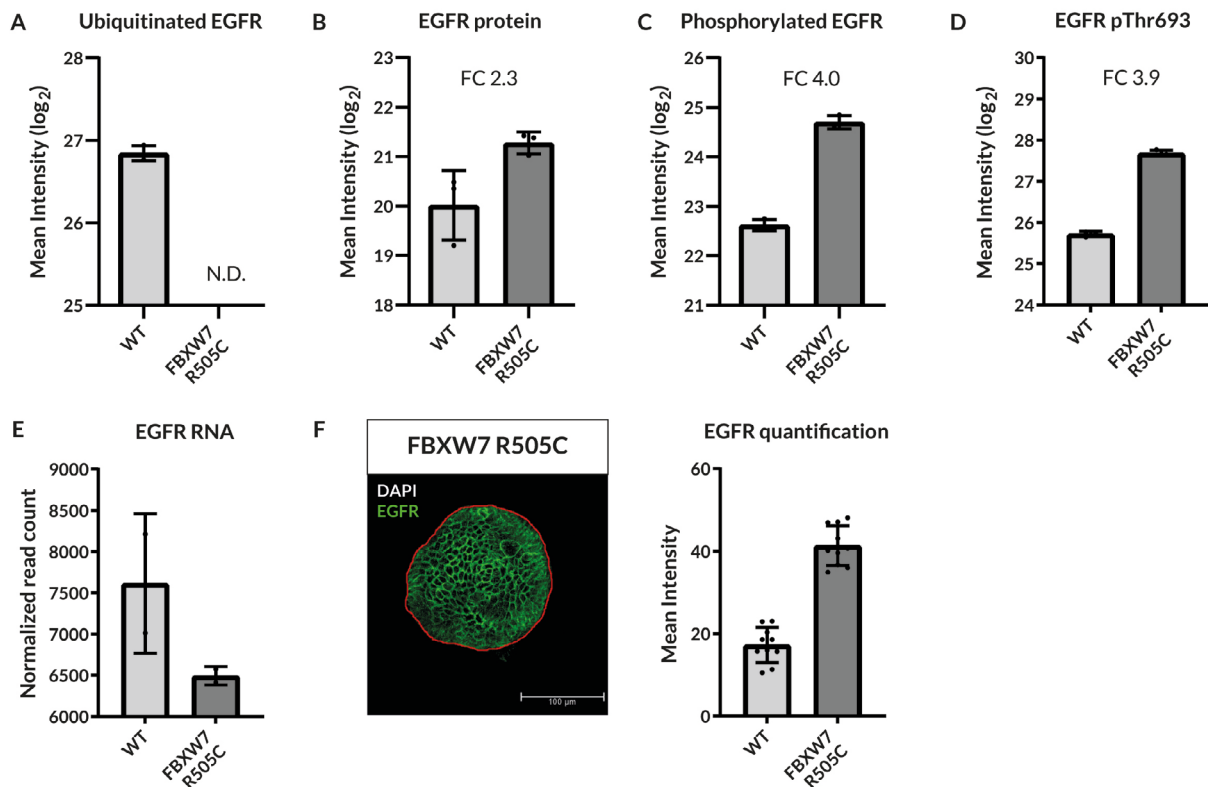 A Ubiquitinated EGFR
Mean Intensity (log2)
28
27
26
25
N.D.
WT
FBXW7
R505C
B EGFR protein
Mean Intensity (log2)
23
22
21
20
19
18
FC 2.3
WT
FBXW7
R505C
C Phosphorylated EGFR
Mean Intensity (log2)
26
25
24
23
22
21
FC 4.0
WT
FBXW7
R505C
D EGFR pThr693
Mean Intensity (log2)
30
29
28
27
26
25
24
FC 3.9
WT
FBXW7
R505C
E EGFR RNA
Normalized read count
9000
8500
8000
7500
7000
6500
6000
WT
FBXW7
R505C
F
FBXW7 R505C
DAPI
EGFR
100 µm
EGFR quantification
Mean Intensity
60
40
20
0
WT
FBXW7
R505C